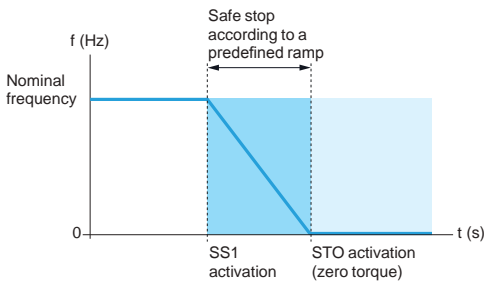 Safe stop
according to a
predefined ramp
f (Hz)
Nominal
frequency
0
t (s)
SS1
activation
STO activation
(zero torque)